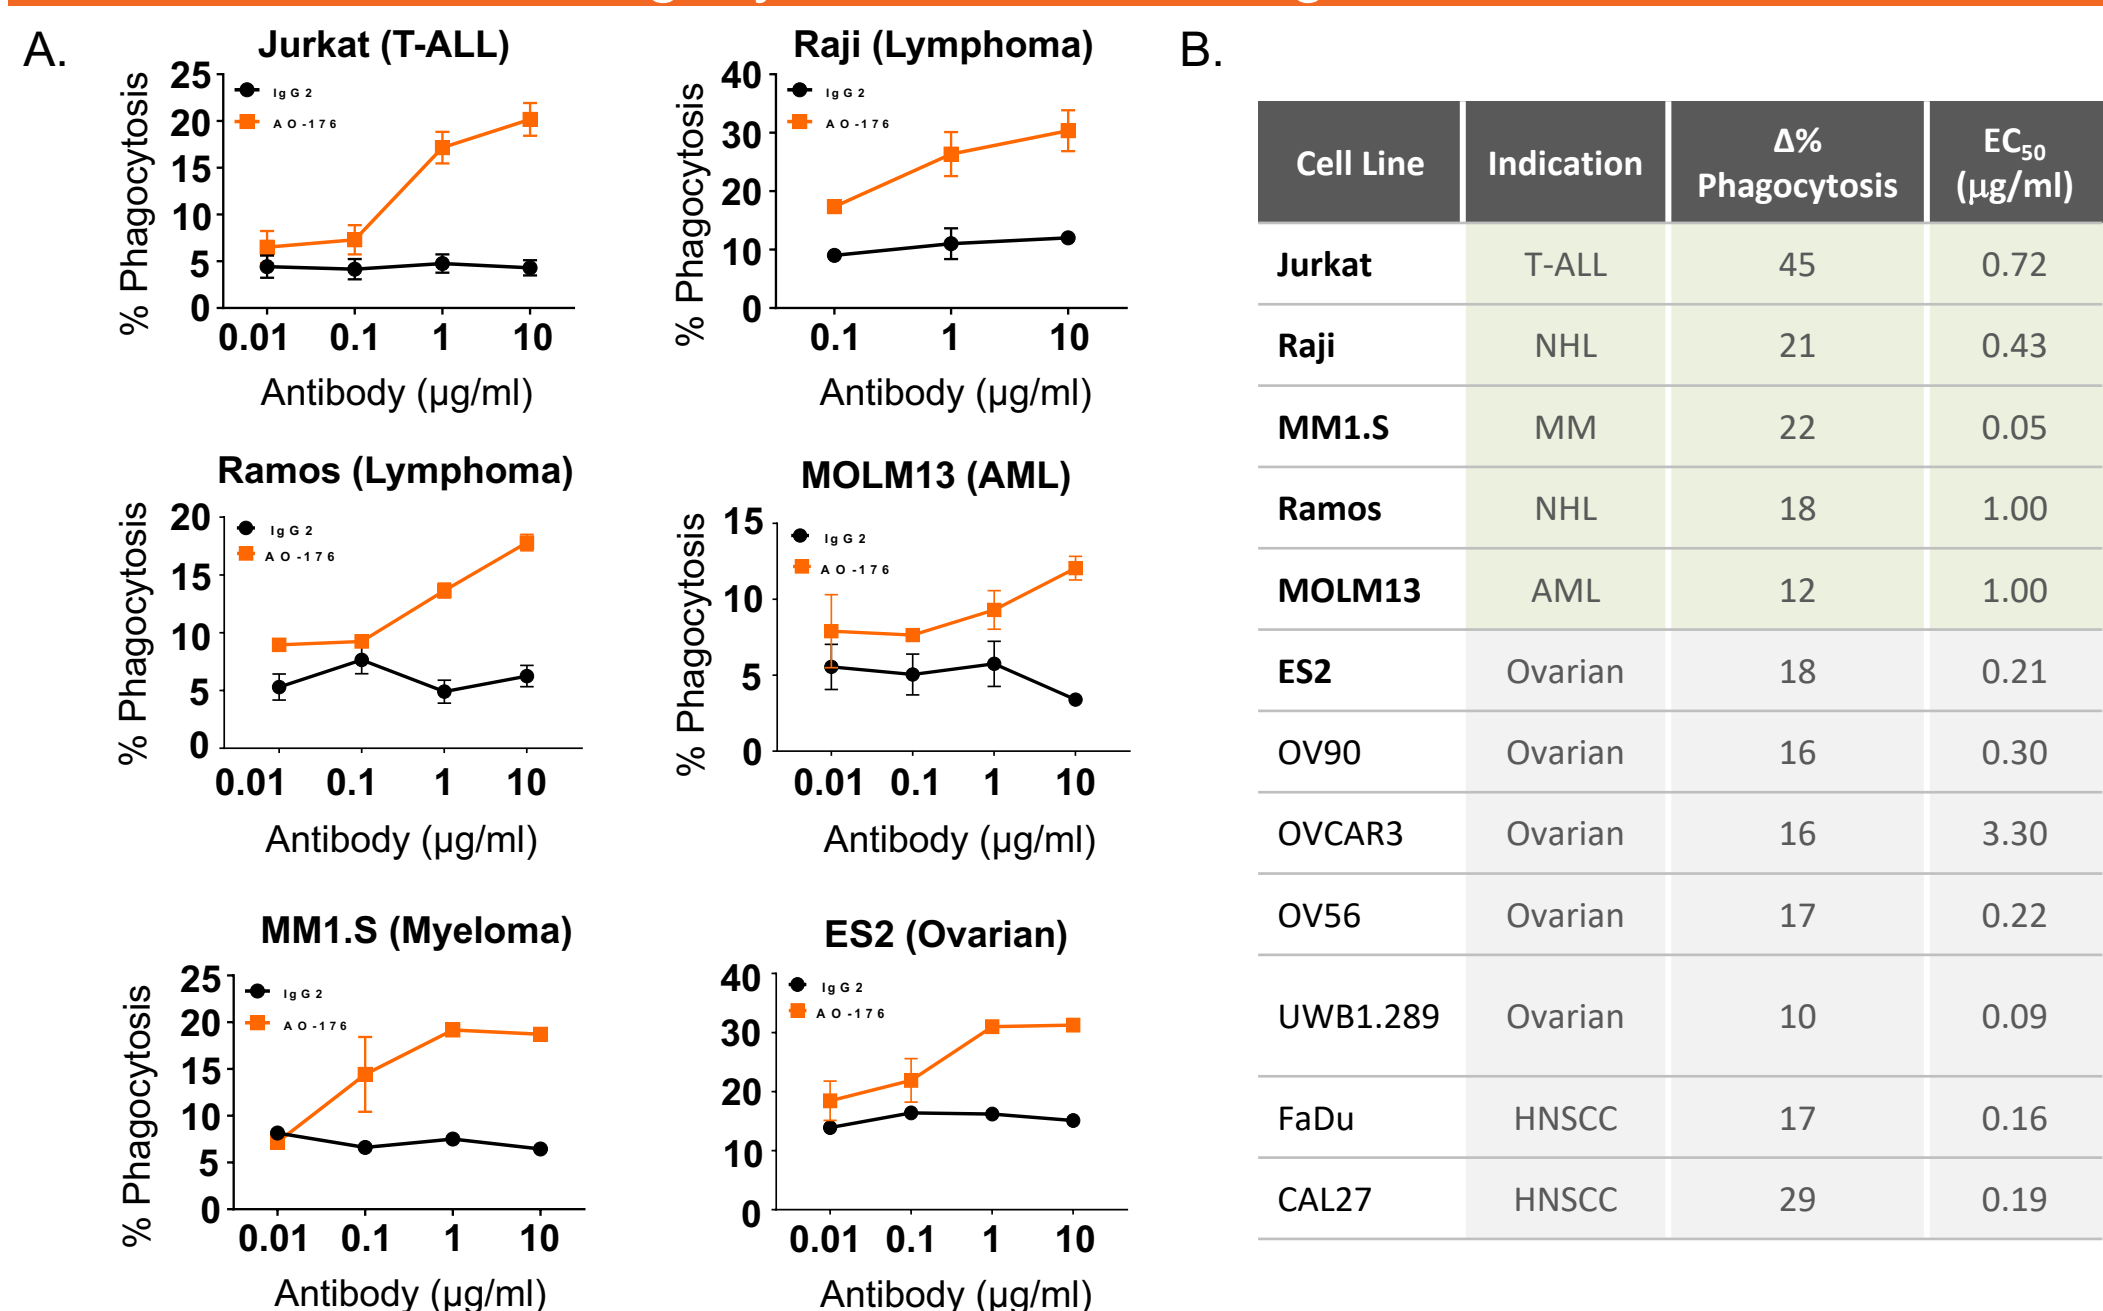 A.
Jurkat (T-ALL)
% Phagocytosis
25
20
15
10
5
0
IgG2
AO-176
0.01 0.1 1 10
Antibody (µg/ml)
Raji (Lymphoma)
% Phagocytosis
40
30
20
10
0
IgG2
AO-176
0.1 1 10
Antibody (µg/ml)
Ramos (Lymphoma)
% Phagocytosis
20
15
10
5
0
IgG2
AO-176
0.01 0.1 1 10
Antibody (µg/ml)
MOLM13 (AML)
% Phagocytosis
15
10
5
0
IgG2
AO-176
0.01 0.1 1 10
Antibody (µg/ml)
MM1.S (Myeloma)
% Phagocytosis
25
20
15
10
5
0
IgG2
AO-176
0.01 0.1 1 10
Antibody (µg/ml)
ES2 (Ovarian)
% Phagocytosis
40
30
20
10
0
IgG2
AO-176
0.01 0.1 1 10
Antibody (µg/ml)
B.
Cell Line Indication Δ% Phagocytosis EC50 (µg/ml)
Jurkat T-ALL 45 0.72
Raji NHL 21 0.43
MM1.S MM 22 0.05
Ramos NHL 18 1.00
MOLM13 AML 12 1.00
ES2 Ovarian 18 0.21
OV90 Ovarian 16 0.30
OVCAR3 Ovarian 16 3.30
OV56 Ovarian 17 0.22
UWB1.289 Ovarian 10 0.09
FaDu HNSCC 17 0.16
CAL27 HNSCC 29 0.19